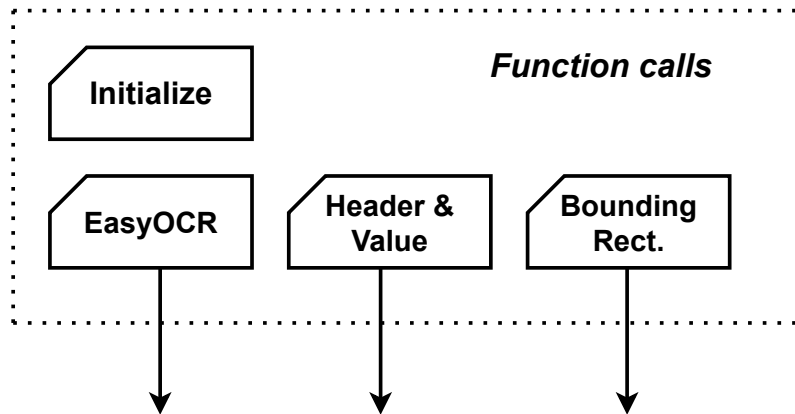 Function calls
Initialize
EasyOCR
Header &
Value
Bounding
Rect.